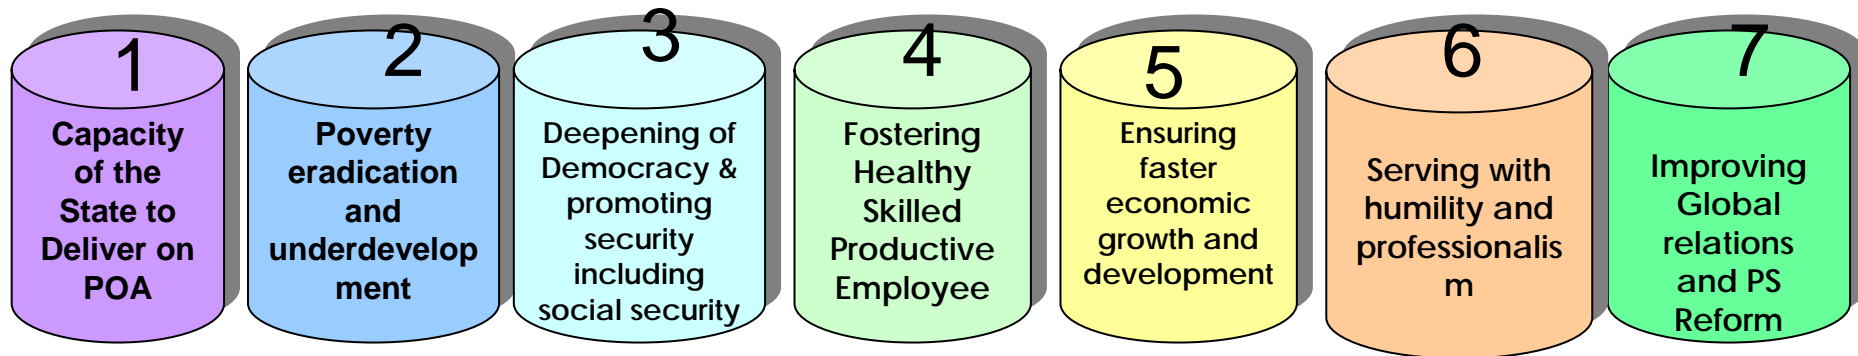 1
Capacity
of the
State to
Deliver on
POA
2
Poverty
eradication
and
underdevelop
ment
3
Deepening of
Democracy &
promoting
security
including
social security
4
Fostering
Healthy
Skilled
Productive
Employee
5
Ensuring
faster
economic
growth and
development
6
Serving with
humility and
professionalis
m
7
Improving
Global
relations
and PS
Reform